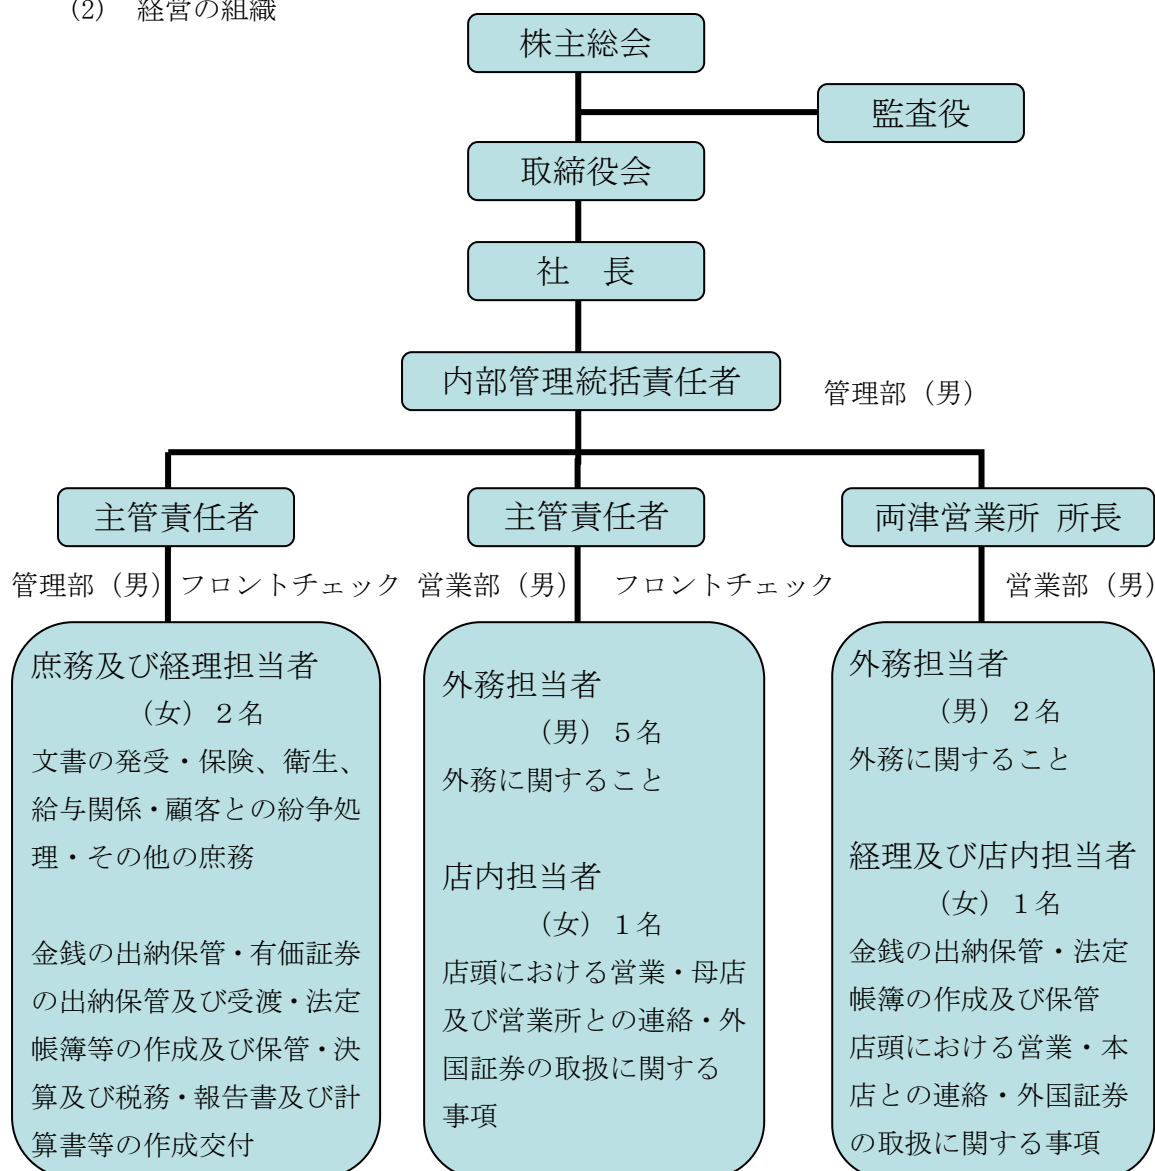 (2) 経営の組織
株主総会
監査役
取締役会
社 長
内部管理統括責任者
管理部（男）
主管責任者
主管責任者
両津営業所 所長
管理部（男）
フロントチェック
営業部（男）
フロントチェック
営業部（男）
庶務及び経理担当者
（女）２名
文書の発受・保険、衛生、
給与関係・顧客との紛争処
理・その他の庶務
金銭の出納保管・有価証券
の出納保管及び受渡・法定
帳簿等の作成及び保管・決
算及び税務・報告書及び計
算書等の作成交付
外務担当者
（男）５名
外務に関すること
店内担当者
（女）１名
店頭における営業・母店
及び営業所との連絡・外
国証券の取扱に関する
事項
外務担当者
（男）２名
外務に関すること
経理及び店内担当者
（女）１名
金銭の出納保管・法定
帳簿の作成及び保管
店頭における営業・本
店との連絡・外国証券
の取扱に関する事項